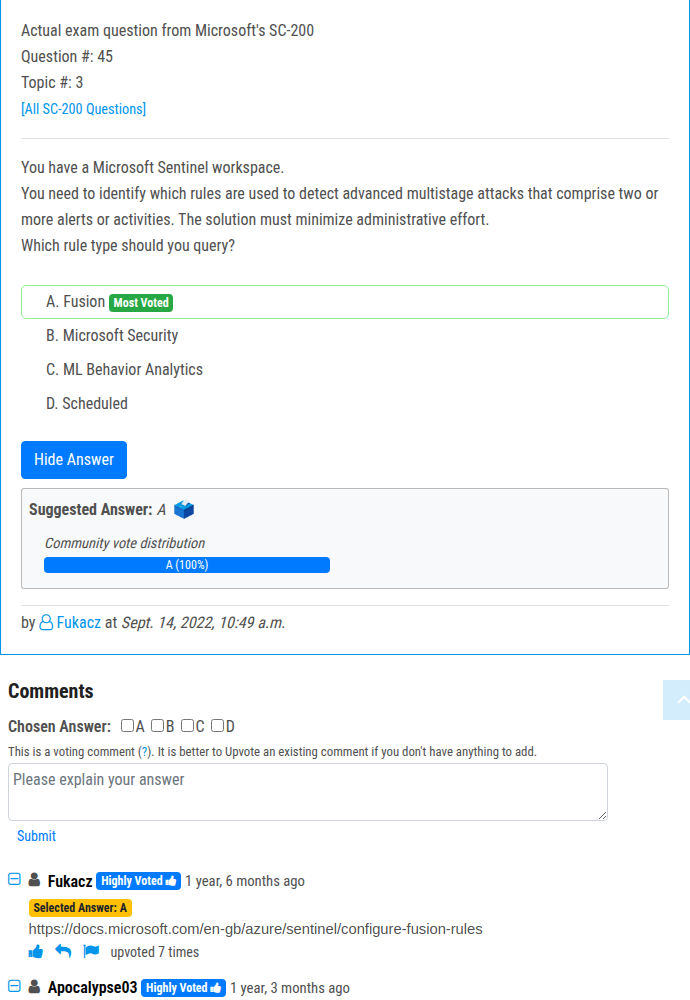 Actual exam question from Microsoft's SC-200
Question #: 45
Topic #: 3
[All SC-200 Questions]
You have a Microsoft Sentinel workspace.
You need to identify which rules are used to detect advanced multistage attacks that comprise two or
more alerts or activities. The solution must minimize administrative effort.
Which rule type should you query?
A. Fusion Most Voted
B. Microsoft Security
C. ML Behavior Analytics
D. Scheduled
Hide Answer
Suggested Answer: A
Community vote distribution
A (100%)
by Fukacz at Sept. 14, 2022, 10:49 a.m.
Comments
Chosen Answer: A B C D
This is a voting comment (?). It is better to Upvote an existing comment if you don't have anything to add.
Please explain your answer
Submit
Fukacz Highly Voted 1 year, 6 months ago
Selected Answer: A
https://docs.microsoft.com/en-gb/azure/sentinel/configure-fusion-rules
upvoted 7 times
Apocalypse03 Highly Voted 1 year, 3 months ago